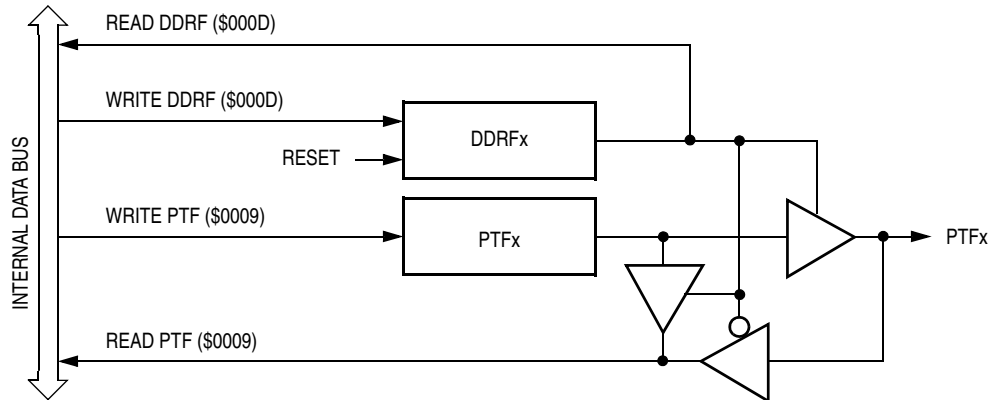 READ DDRF ($000D)
WRITE DDRF ($000D)
DDRFx
RESET
INTERNAL DATA BUS
WRITE PTF ($0009)
PTFx
PTFx
READ PTF ($0009)